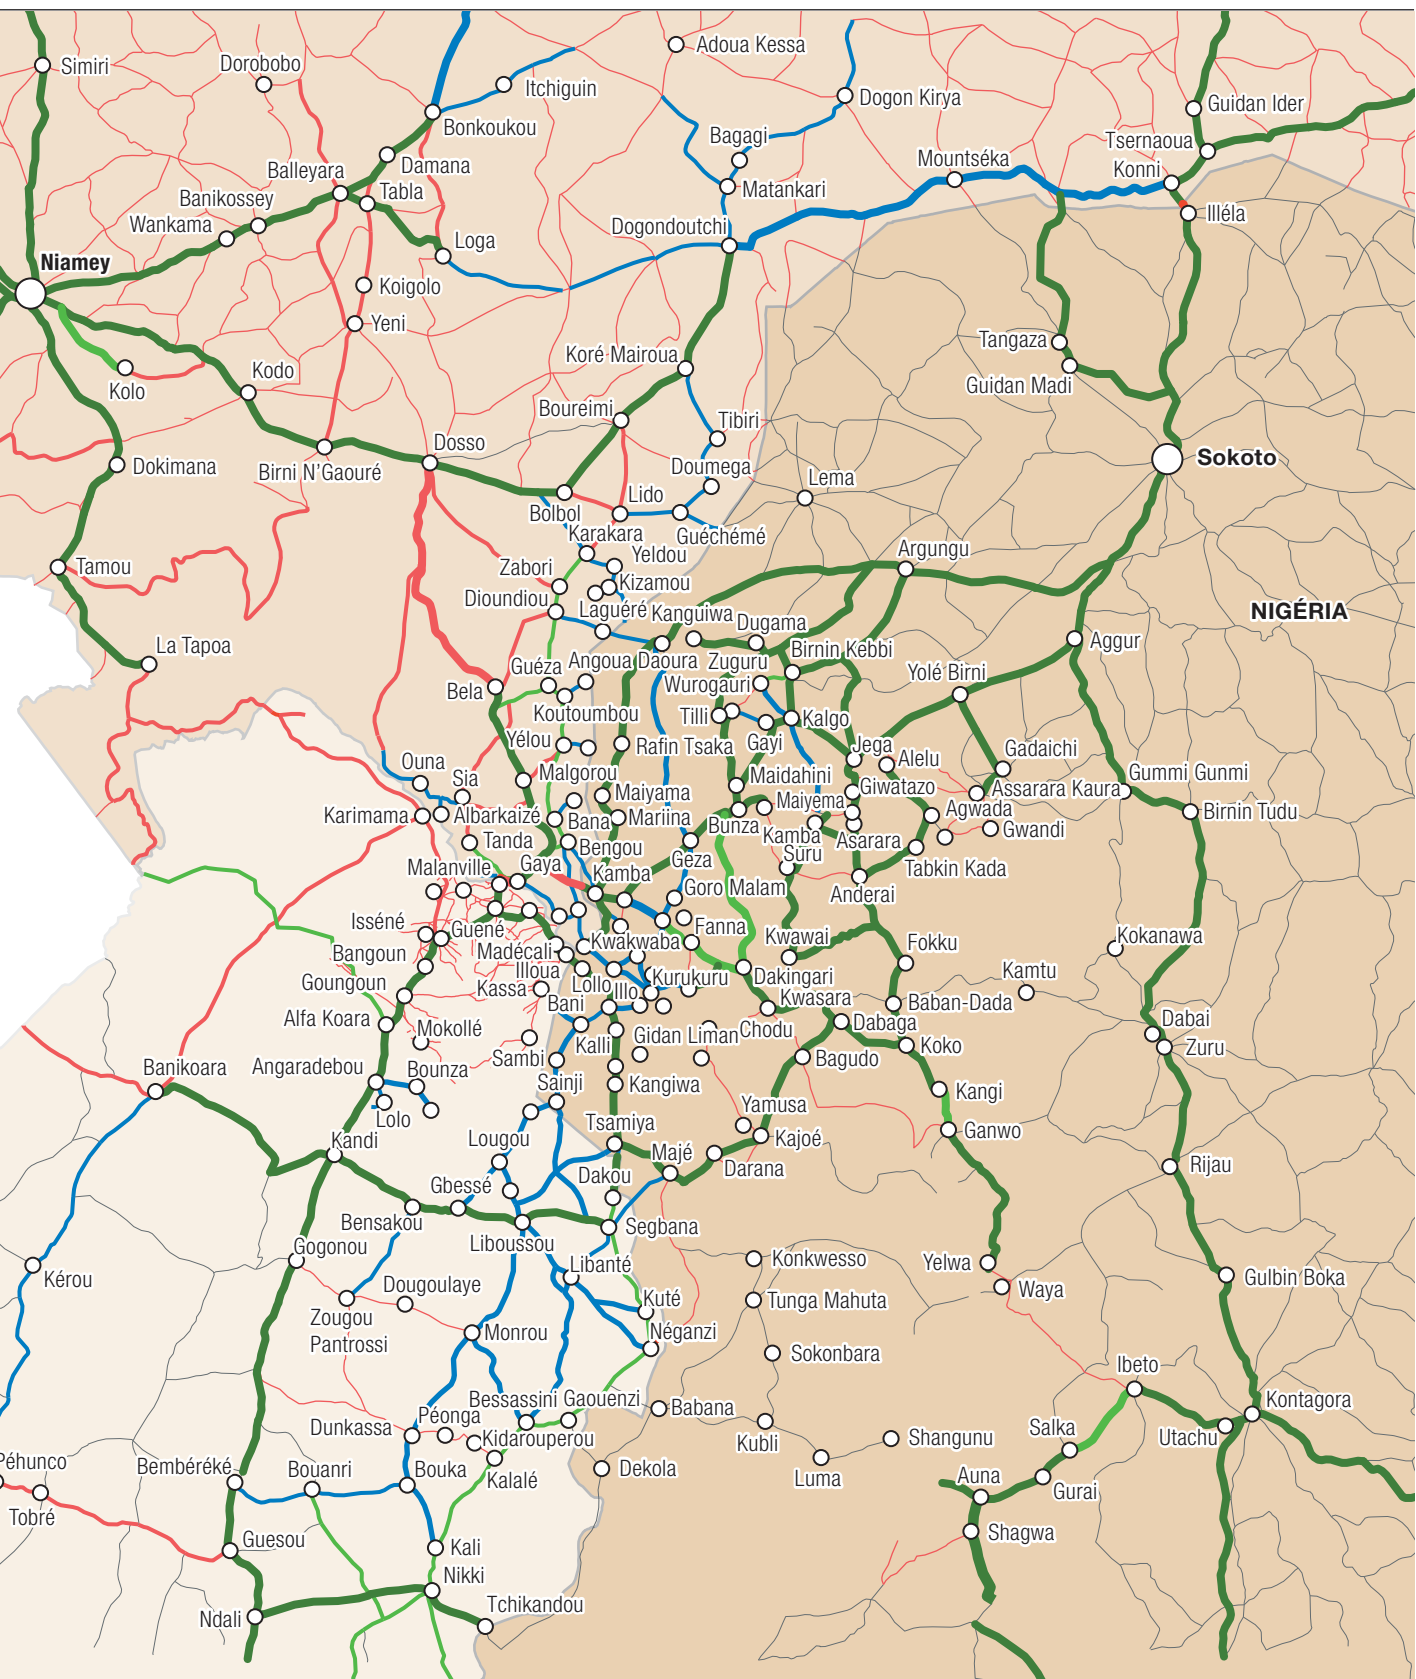 Adoua Kessa
Simiri
Dorobobo
Itchiguin
Dogon Kirya
Guidan Ider
Bonkoukou
Bagagi
Tsernaoua
Damana
Mountséka
Konni
Balleyara
Tabla
Matankari
Banikossey
Wankama
Dogondoutchi
Illéla
Loga
Niamey
Koigolo
Yeni
Tangaza
Koré Mairoua
Kodo
Guidan Madi
Kolo
Boureimi
Tibiri
Dosso
Sokoto
Dokimana
Birni N'Gaouré
Doumega
Lema
Lido
Bolbol
Karakara
Guéchémé
Argungu
Yeldou
Tamou
Zabori
Kizamou
Dioundiou
Laguéré
Kanguiwa
Dugama
NIGÉRIA
La Tapoa
Birnin Kebbi
Aggur
Guéza
Angoua Daoura
Zuguru
Yolé Birni
Bela
Wurogauri
Koutoumbou
Tilli
Kalgo
Yélou
Rafin Tsaka
Gayi
Jega
Gadaichi
Ouna
Sia
Malgorou
Maidahini
Alelu
Gummi Gunmi
Giwatazo
Assarara Kaura
Maiyama
Maiyema
Agwada
Birnin Tudu
Karimama
Albarkaizé
Bana
Mariina
Bunza
Kamba
Asarara
Gwandi
Tanda
Bengou
Suru
Malanville
Gaya
Geza
Tabkin Kada
Kamba
Goro Malam
Anderai
Isséné
Guéné
Fanna
Bangoun
Madécali
Kwakwaba
Kwawai
Fokku
Kokanawa
Illoua
Goungoun
Kassa
Lollo
Illo
Kurukuru
Dakingari
Kamtu
Bani
Kwasara
Baban-Dada
Alfa Koara
Mokollé
Gidan Liman
Chodu
Dabaga
Dabai
Kalli
Koko
Zuru
Banikoara
Angaradebou
Bounza
Sambi
Bagudo
Sainji
Kangiwa
Kangi
Lolo
Yamusa
Kandi
Lougou
Tsamiya
Kajoé
Ganwo
Majé
Darana
Rijau
Gbessé
Dakou
Bensakou
Segbana
Liboussou
Gogonou
Konkwesso
Yelwa
Kérou
Libanté
Gulbin Boka
Dougoulaye
Waya
Zougou
Pantrossi
Kuté
Tunga Mahuta
Monrou
Néganzi
Sokonbara
Ibeto
Bessassini
Gaouenzi
Babana
Kontagora
Dunkassa
Péonga
Kidarouperou
Kubli
Shangunu
Salka
Utachu
Péhunco
Bembéréké
Bouanri
Bouka
Kalalé
Dekola
Luma
Auna
Gurai
Tobré
Guesou
Shagwa
Kali
Nikki
Ndali
Tchikandou